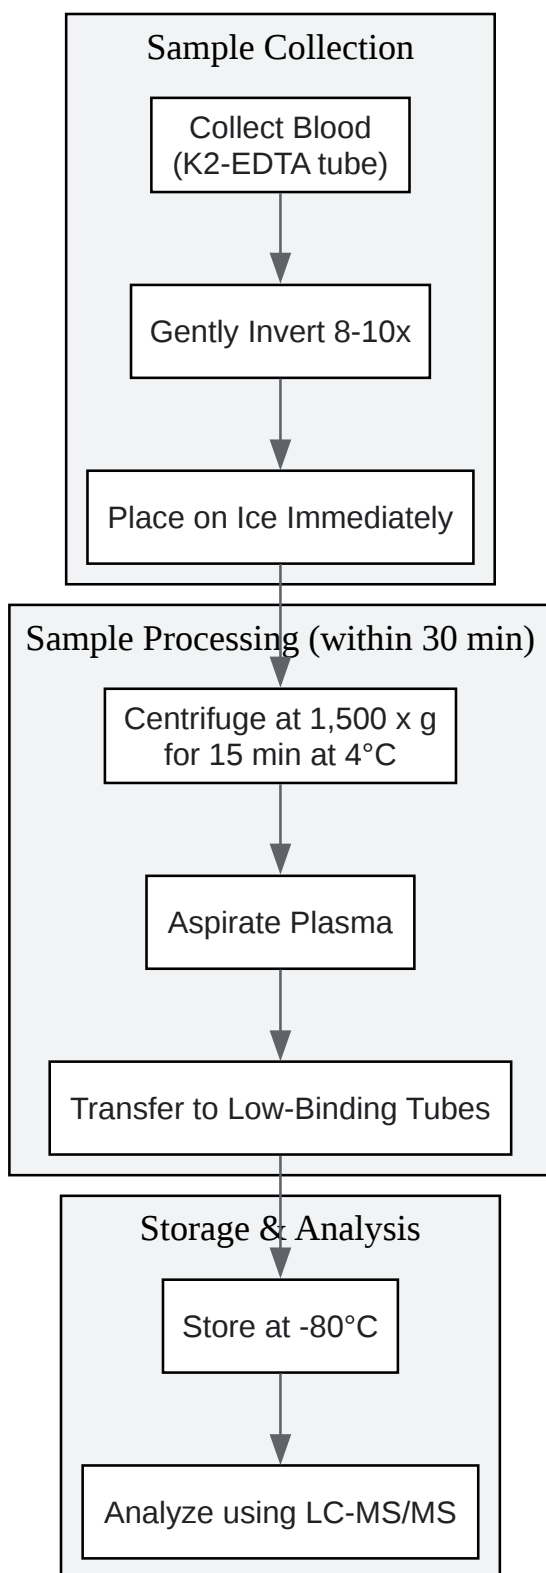 Sample Collection
Collect Blood
(K2-EDTA tube)
Gently Invert 8-10x
Place on Ice Immediately
Sample Processing (within 30 min)
Centrifuge at 1,500 x g
for 15 min at 4°C
Aspirate Plasma
Transfer to Low-Binding Tubes
Storage & Analysis
Store at -80°C
Analyze using LC-MS/MS